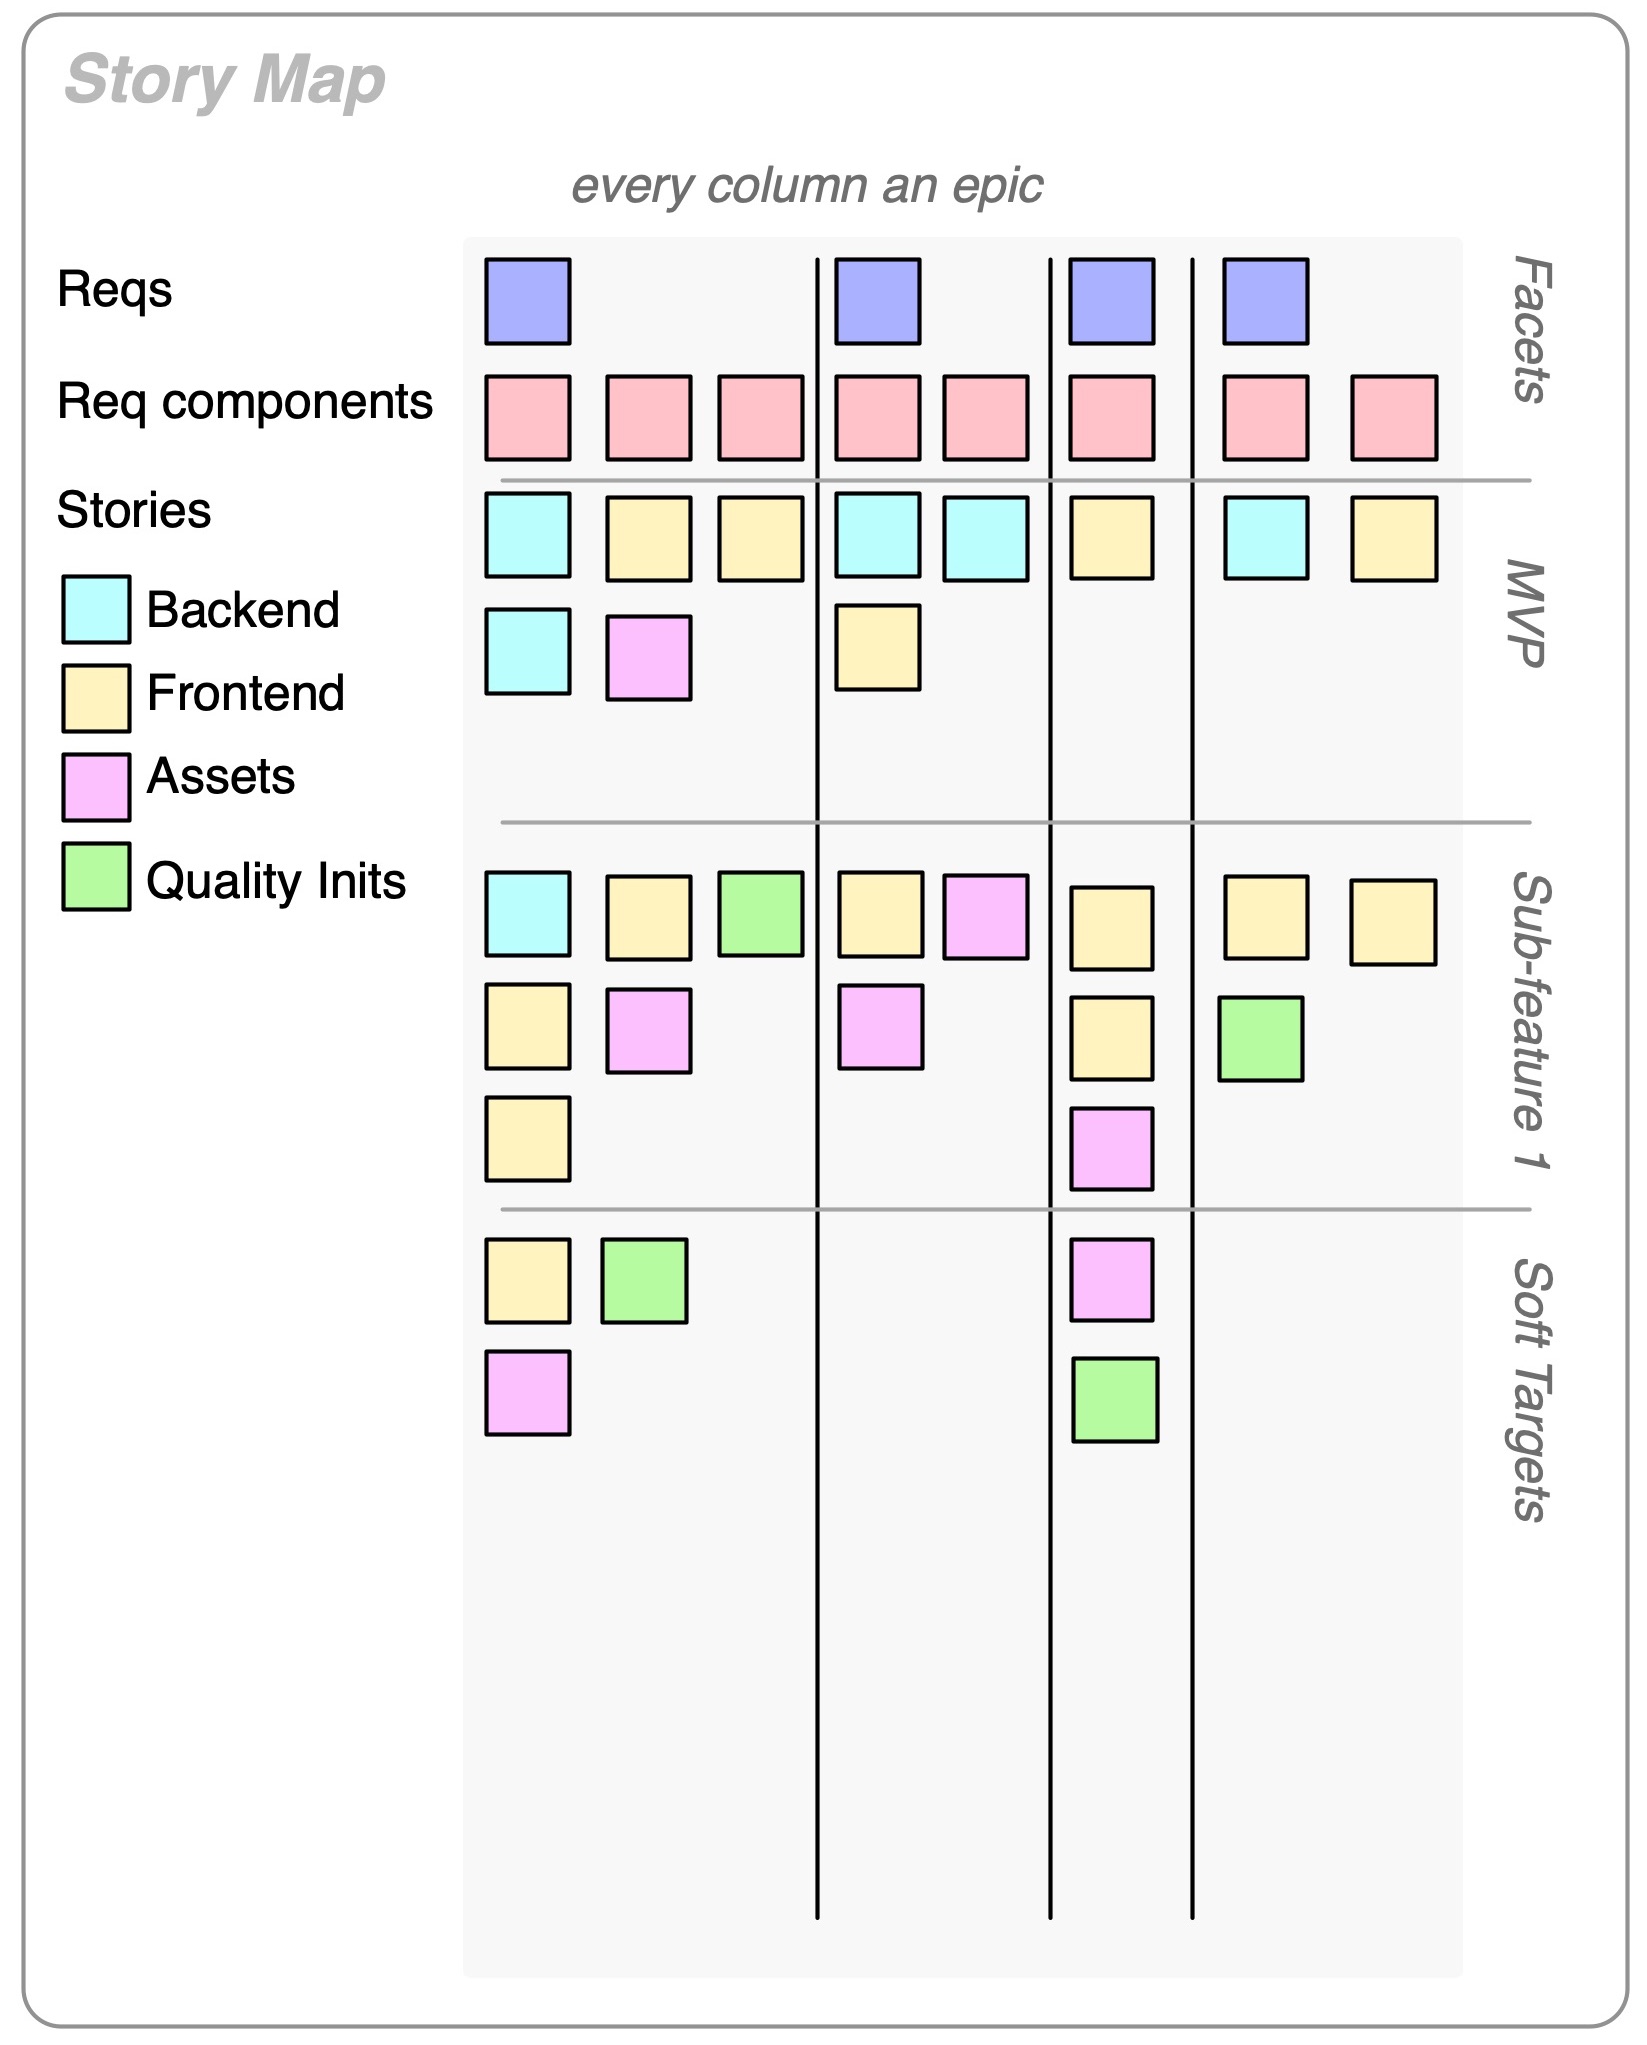 Story Map
every column an epic
Reqs
Req components
Stories
Backend
Frontend
Assets
Quality Inits
Facets
MVP
Sub-feature 1
Soft Targets